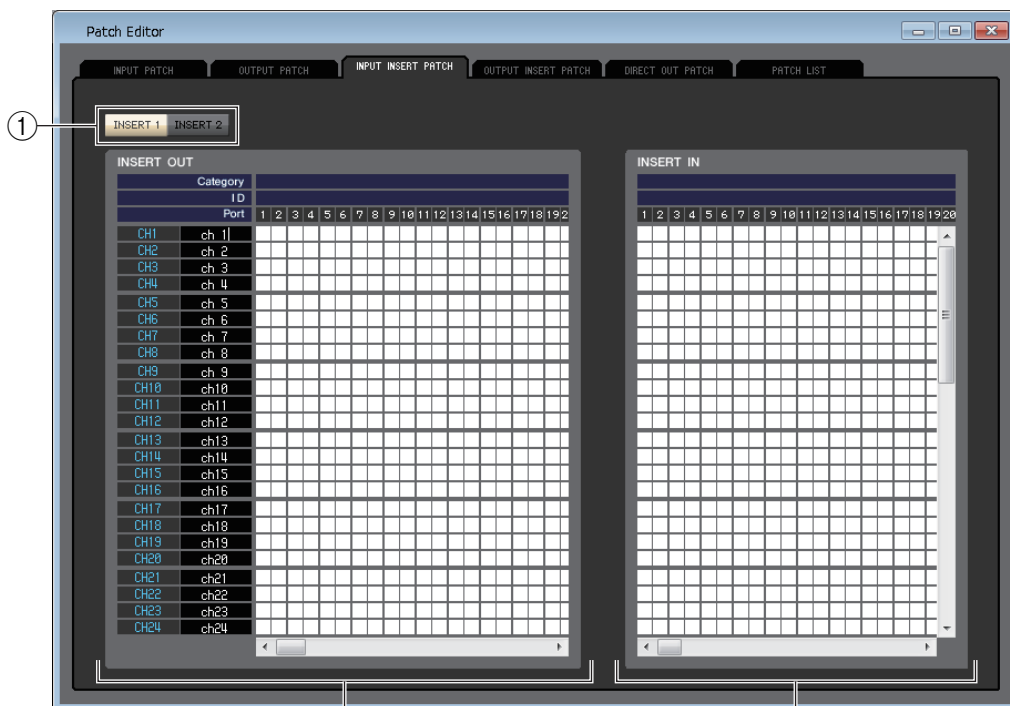 Patch Editor
INPUT PATCH OUTPUT PATCH INPUT INSERT PATCH OUTPUT INSERT PATCH DIRECT OUT PATCH PATCH LIST
1
INSERT 1 INSERT 2
INSERT OUT
Category
ID
Port 1 2 3 4 5 6 7 8 9 10 11 12 13 14 15 16 17 18 19 2
CH1 ch 1
CH2 ch 2
CH3 ch 3
CH4 ch 4
CH5 ch 5
CH6 ch 6
CH7 ch 7
CH8 ch 8
CH9 ch 9
CH10 ch10
CH11 ch11
CH12 ch12
CH13 ch13
CH14 ch14
CH15 ch15
CH16 ch16
CH17 ch17
CH18 ch18
CH19 ch19
CH20 ch20
CH21 ch21
CH22 ch22
CH23 ch23
CH24 ch24
INSERT IN
1 2 3 4 5 6 7 8 9 10 11 12 13 14 15 16 17 18 19 20